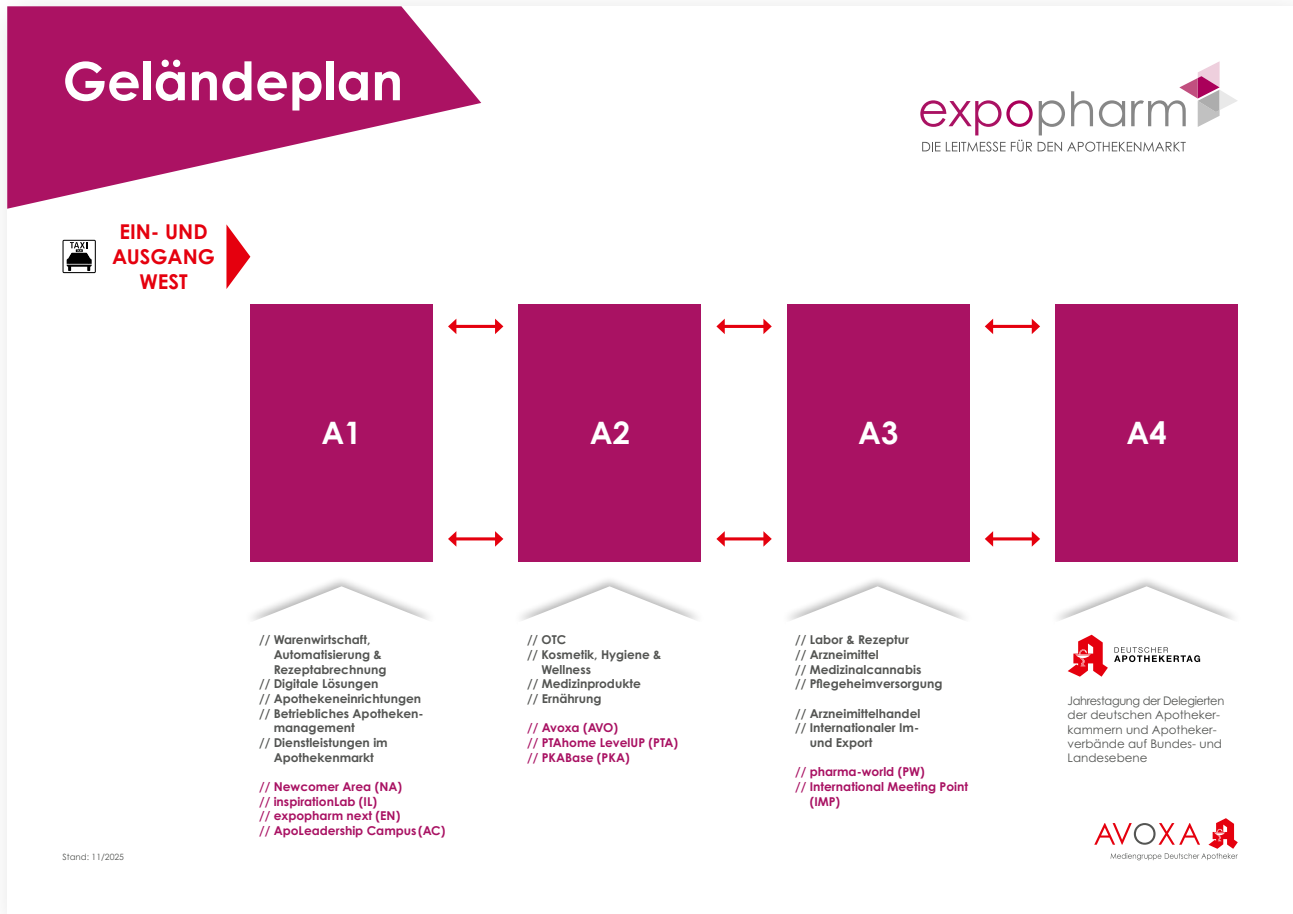 Geländeplan
expopharm
DIE LEITMESSE FÜR DEN APOTHEKENMARKT
TAXI
EIN- UND
AUSGANG
WEST
A1
A2
A3
A4
// Warenwirtschaft,
Automatisierung &
Rezeptabrechnung
// Digitale Lösungen
// Apothekeneinrichtungen
// Betriebliches Apotheken-
management
// Dienstleistungen im
Apothekenmarkt
// Newcomer Area (NA)
// inspirationLab (IL)
// expopharm next (EN)
// ApoLeadership Campus (AC)
// OTC
// Kosmetik, Hygiene &
Wellness
// Medizinprodukte
// Ernährung
// Avoxa (AVO)
// PTAhome LevelUP (PTA)
// PKABase (PKA)
// Labor & Rezeptur
// Arzneimittel
// Medizinalcannabis
// Pflegeheimversorgung
// Arzneimittelhandel
// Internationaler Im-
und Export
// pharma-world (PW)
// International Meeting Point
(IMP)
DEUTSCHER
APOTHEKERTAG
Jahrestagung der Delegierten
der deutschen Apotheker-
kammern und Apotheker-
verbände auf Bundes- und
Landesebene
AVOXA
Mediengruppe Deutscher Apotheker
Stand: 11/2025